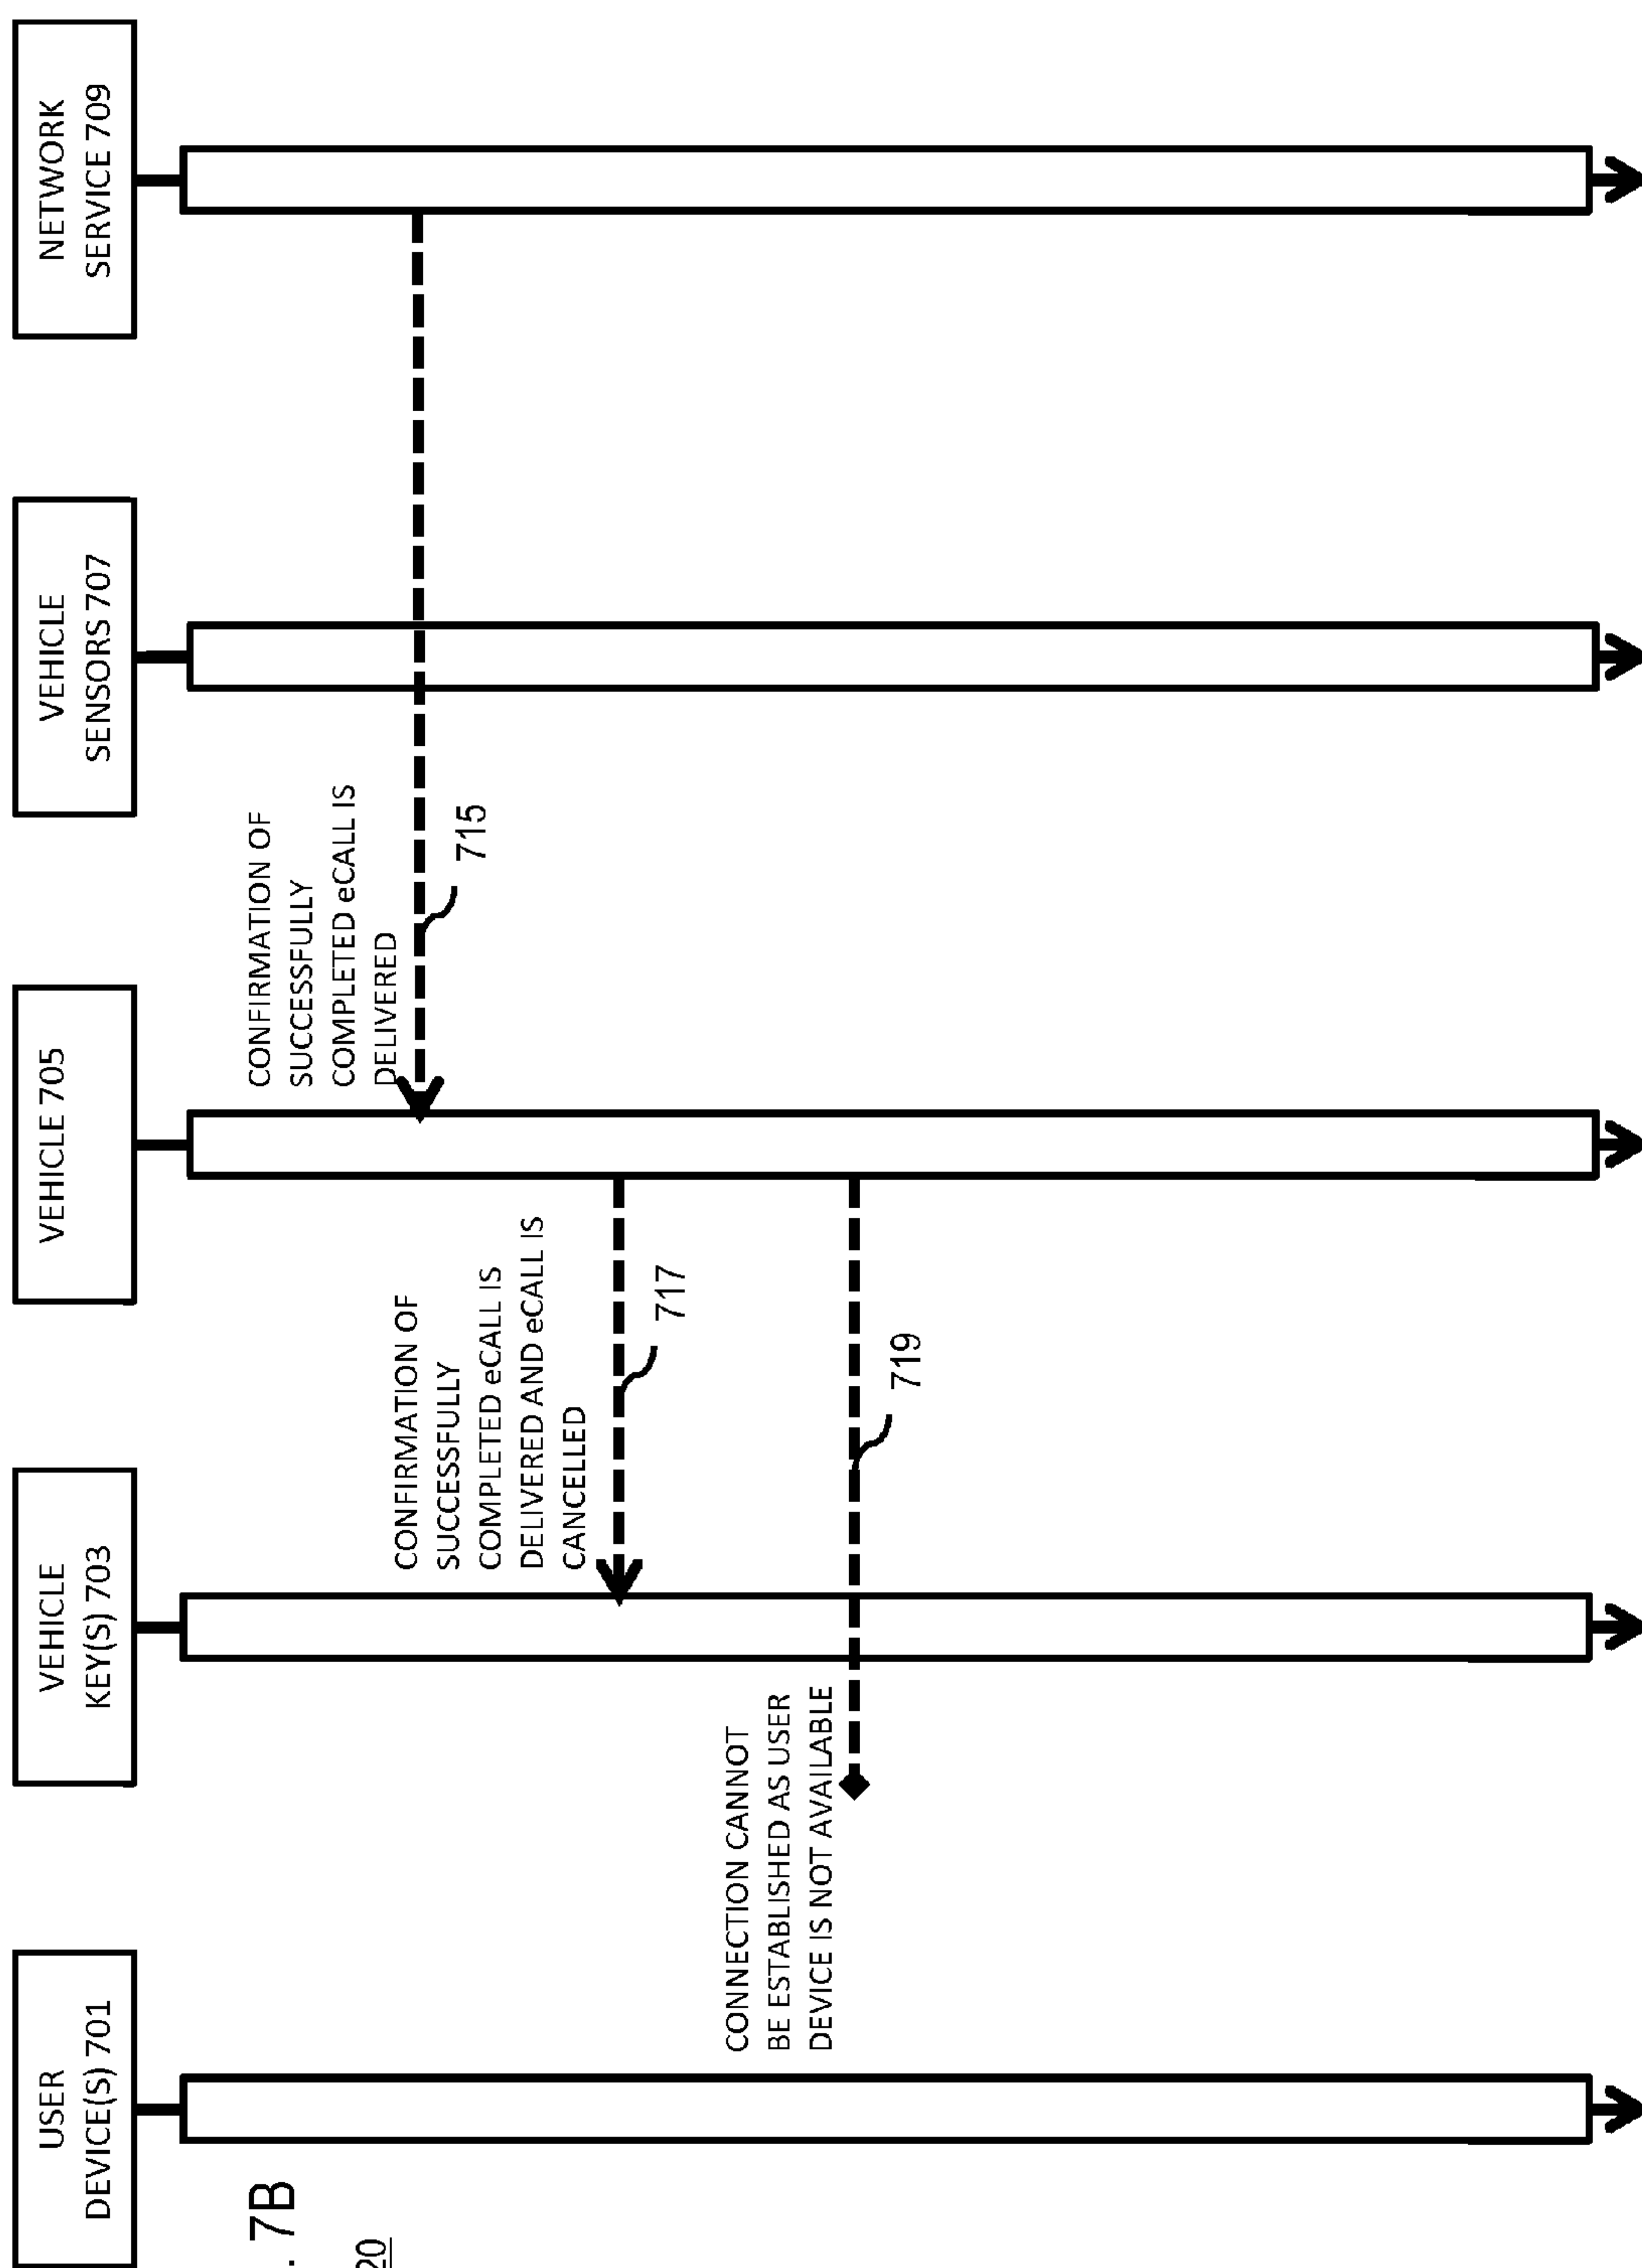 USER
DEVICE(S) 701
VEHICLE
KEY(S) 703
VEHICLE 705
VEHICLE
SENSORS 707
NETWORK
SERVICE 709
CONFIRMATION OF
SUCCESSFULLY
COMPLETED eCALL IS
DELIVERED
715
CONFIRMATION OF
SUCCESSFULLY
COMPLETED eCALL IS
DELIVERED AND eCALL IS
CANCELLED
717
CONNECTION CANNOT
BE ESTABLISHED AS USER
DEVICE IS NOT AVAILABLE
719
. 7B
20